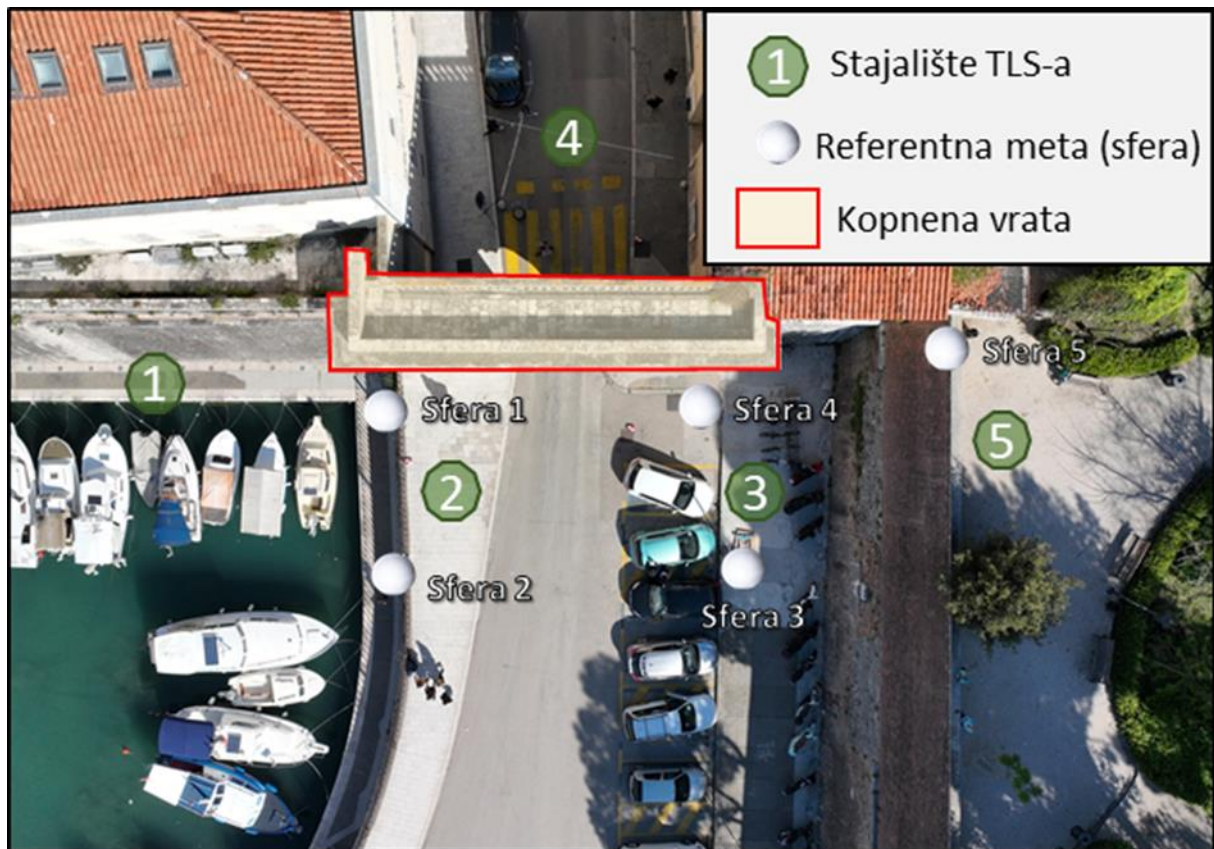 1 Stajalište TLS-a
Referentna meta (sfera)
Kopnena vrata
4
1
Sfera 1
Sfera 4
Sfera 5
2
3
5
Sfera 2
Sfera 3